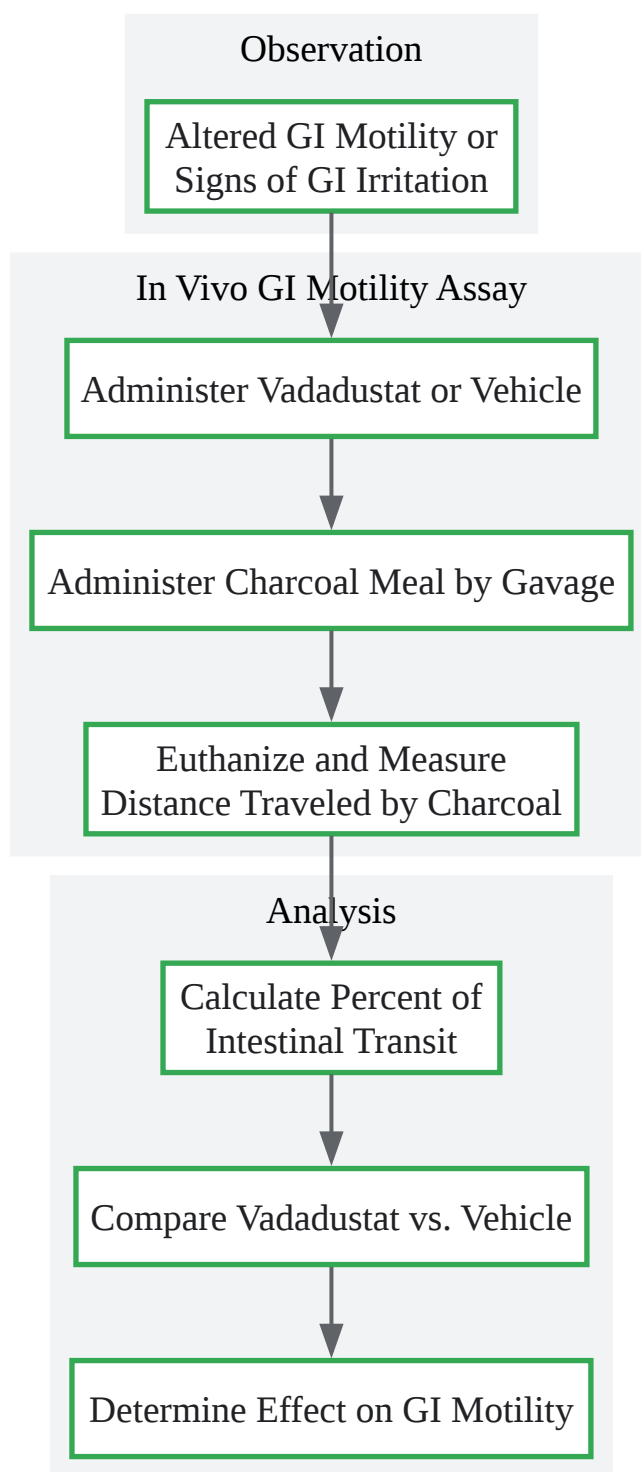 Observation
Altered GI Motility or
Signs of GI Irritation
In Vivo GI Motility Assay
Administer Vadadustat or Vehicle
Administer Charcoal Meal by Gavage
Euthanize and Measure
Distance Traveled by Charcoal
Analysis
Calculate Percent of
Intestinal Transit
Compare Vadadustat vs. Vehicle
Determine Effect on GI Motility